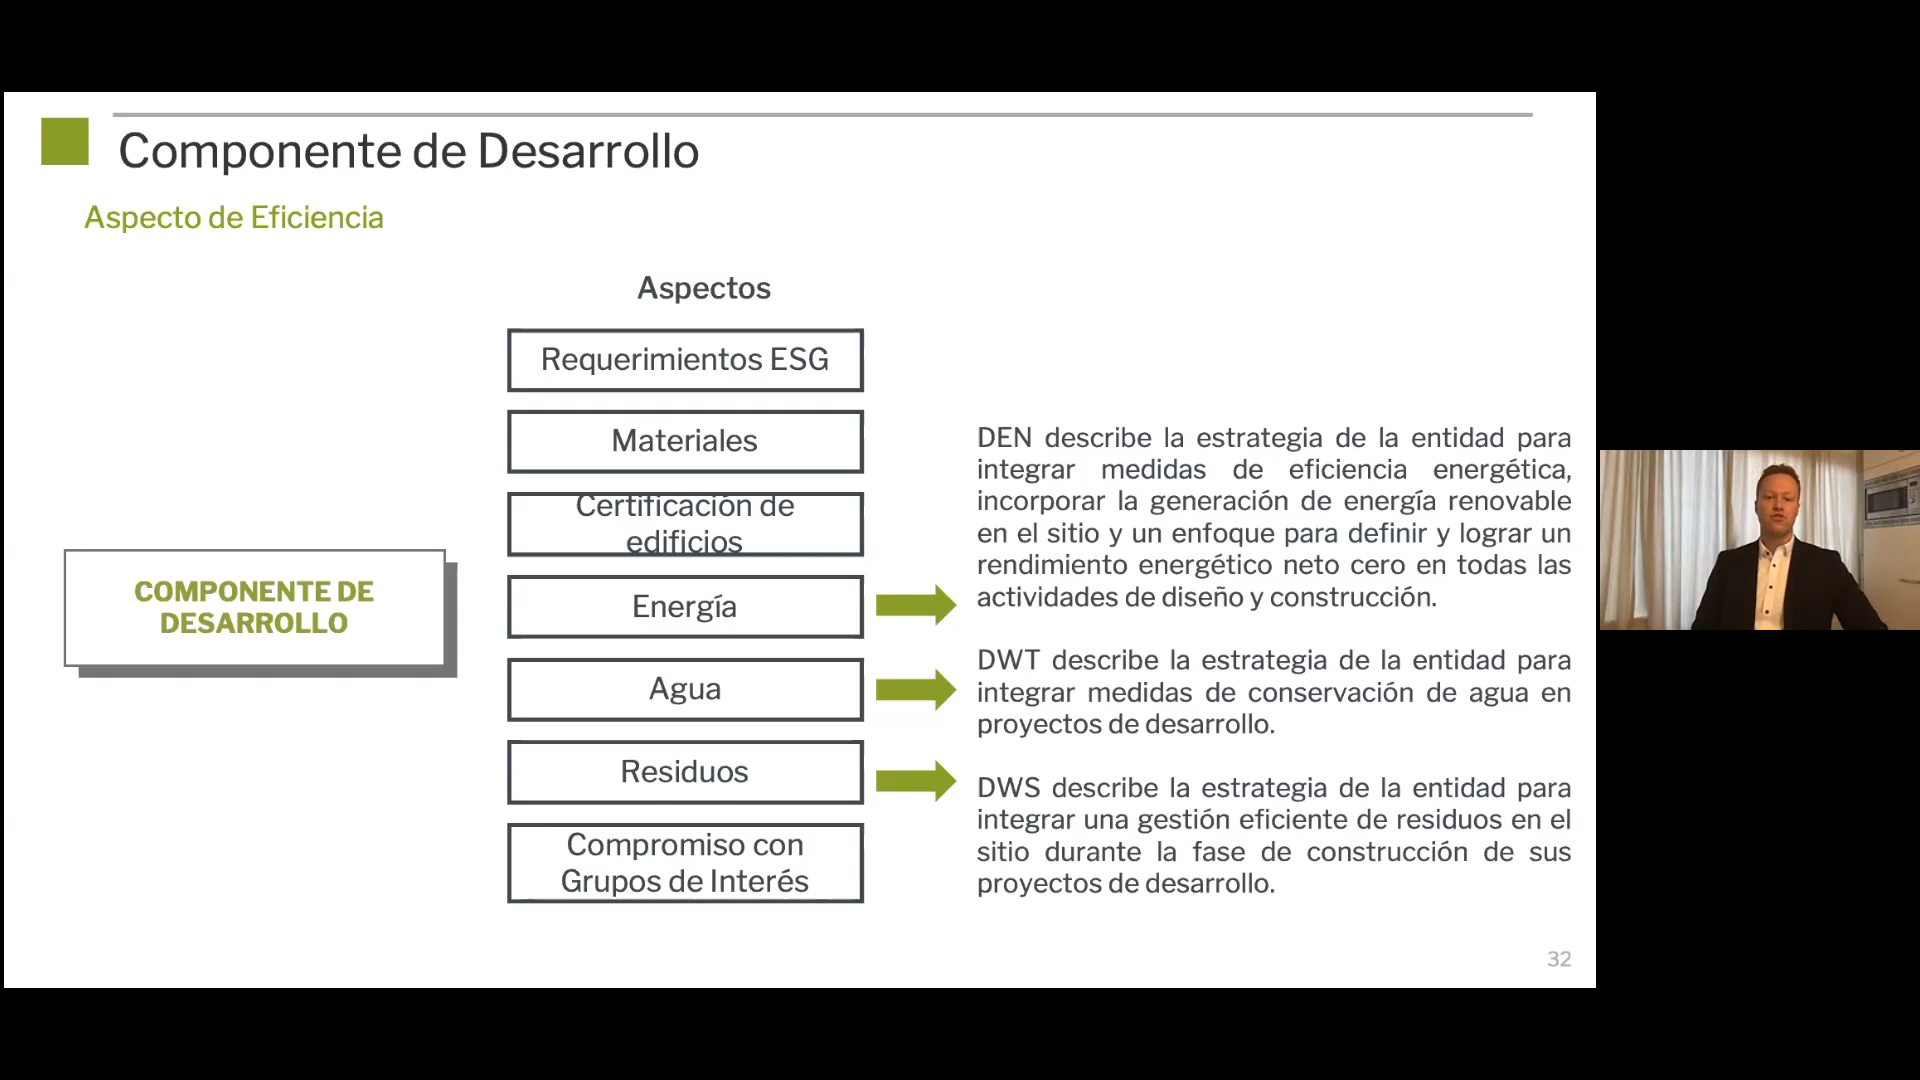 Componente de Desarrollo
Aspecto de Eficiencia
Aspectos
Requerimientos ESG
Materiales
Certificación de
edificios
Energía
Agua
Residuos
Compromiso con
Grupos de Interés
COMPONENTE DE
DESARROLLO
DEN describe la estrategia de la entidad para
integrar medidas de eficiencia energética,
incorporar la generación de energía renovable
en el sitio y un enfoque para definir y lograr un
rendimiento energético neto cero en todas las
actividades de diseño y construcción.
DWT describe la estrategia de la entidad para
integrar medidas de conservación de agua en
proyectos de desarrollo.
DWS describe la estrategia de la entidad para
integrar una gestión eficiente de residuos en el
sitio durante la fase de construcción de sus
proyectos de desarrollo.
32